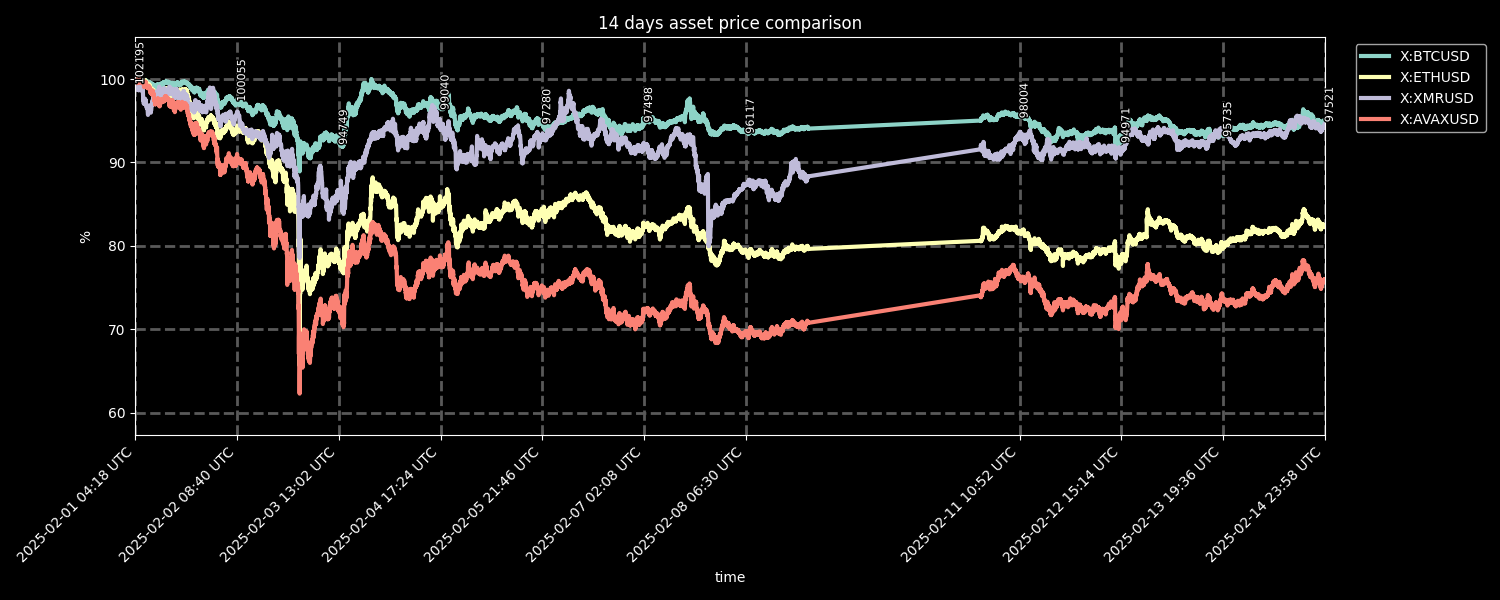 14 days asset price comparison
X:BTCUSD
X:ETHUSD
X:XMRUSD
X:AVAXUSD
%
100
90
80
70
60
102195
100055
94749
99040
97280
97498
96117
98004
94971
95735
97521
2025-02-01 04:18 UTC
2025-02-02 08:40 UTC
2025-02-03 13:02 UTC
2025-02-04 17:24 UTC
2025-02-05 21:46 UTC
2025-02-07 02:08 UTC
2025-02-08 06:30 UTC
2025-02-11 10:52 UTC
2025-02-12 15:14 UTC
2025-02-13 19:36 UTC
2025-02-14 23:58 UTC
time